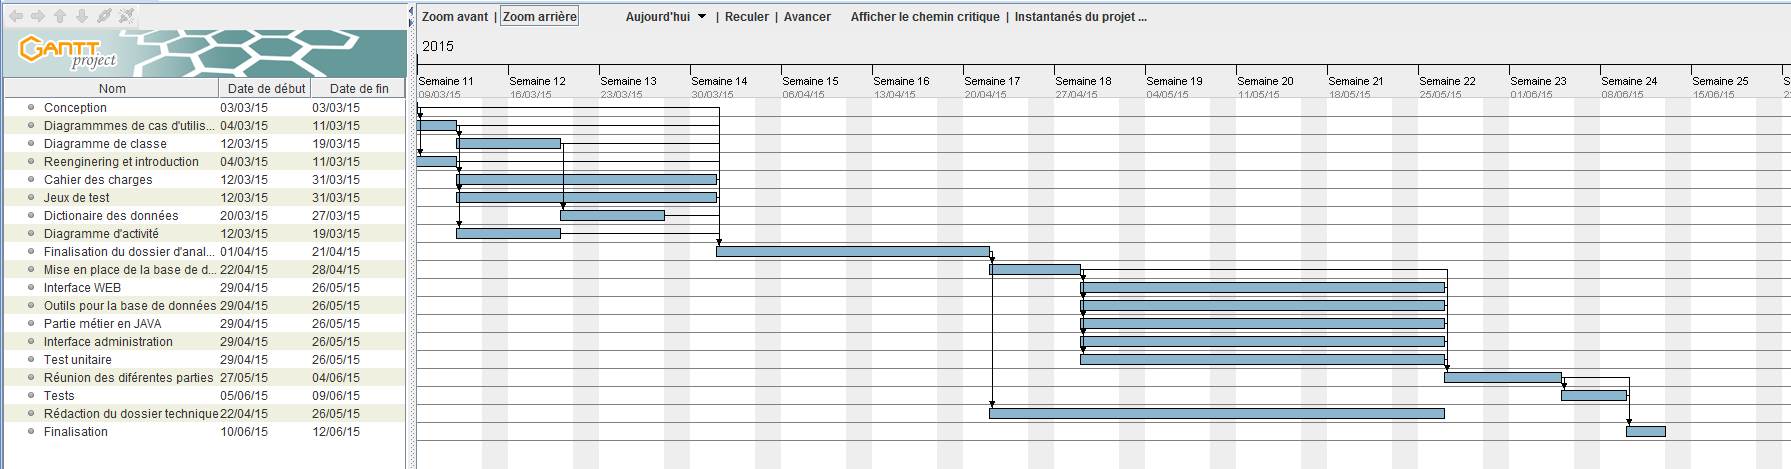 Zoom avant | Zoom arrière Aujourd'hui | Reculer | Avancer Afficher le chemin critique | Instantanés du projet ...
GANTT
project
2015
Semaine 11 Semaine 12 Semaine 13 Semaine 14 Semaine 15 Semaine 16 Semaine 17 Semaine 18 Semaine 19 Semaine 20 Semaine 21 Semaine 22 Semaine 23 Semaine 24 Semaine 25 S
09/03/15 16/03/15 23/03/15 30/03/15 06/04/15 13/04/15 20/04/15 27/04/15 04/05/15 11/05/15 18/05/15 25/05/15 01/06/15 08/06/15 15/06/15
Nom Date de début Date de fin
Conception 03/03/15 03/03/15
Diagrammmes de cas d'utilis... 04/03/15 11/03/15
Diagramme de classe 12/03/15 19/03/15
Reenginering et introduction 04/03/15 11/03/15
Cahier des charges 12/03/15 31/03/15
Jeux de test 12/03/15 31/03/15
Dictionaire des données 20/03/15 27/03/15
Diagramme d'activité 12/03/15 19/03/15
Finalisation du dossier d'anal... 01/04/15 21/04/15
Mise en place de la base de d... 22/04/15 28/04/15
Interface WEB 29/04/15 26/05/15
Outils pour la base de données 29/04/15 26/05/15
Partie métier en JAVA 29/04/15 26/05/15
Interface administration 29/04/15 26/05/15
Test unitaire 29/04/15 26/05/15
Réunion des diférentes parties 27/05/15 04/06/15
Tests 05/06/15 09/06/15
Rédaction du dossier technique 22/04/15 26/05/15
Finalisation 10/06/15 12/06/15